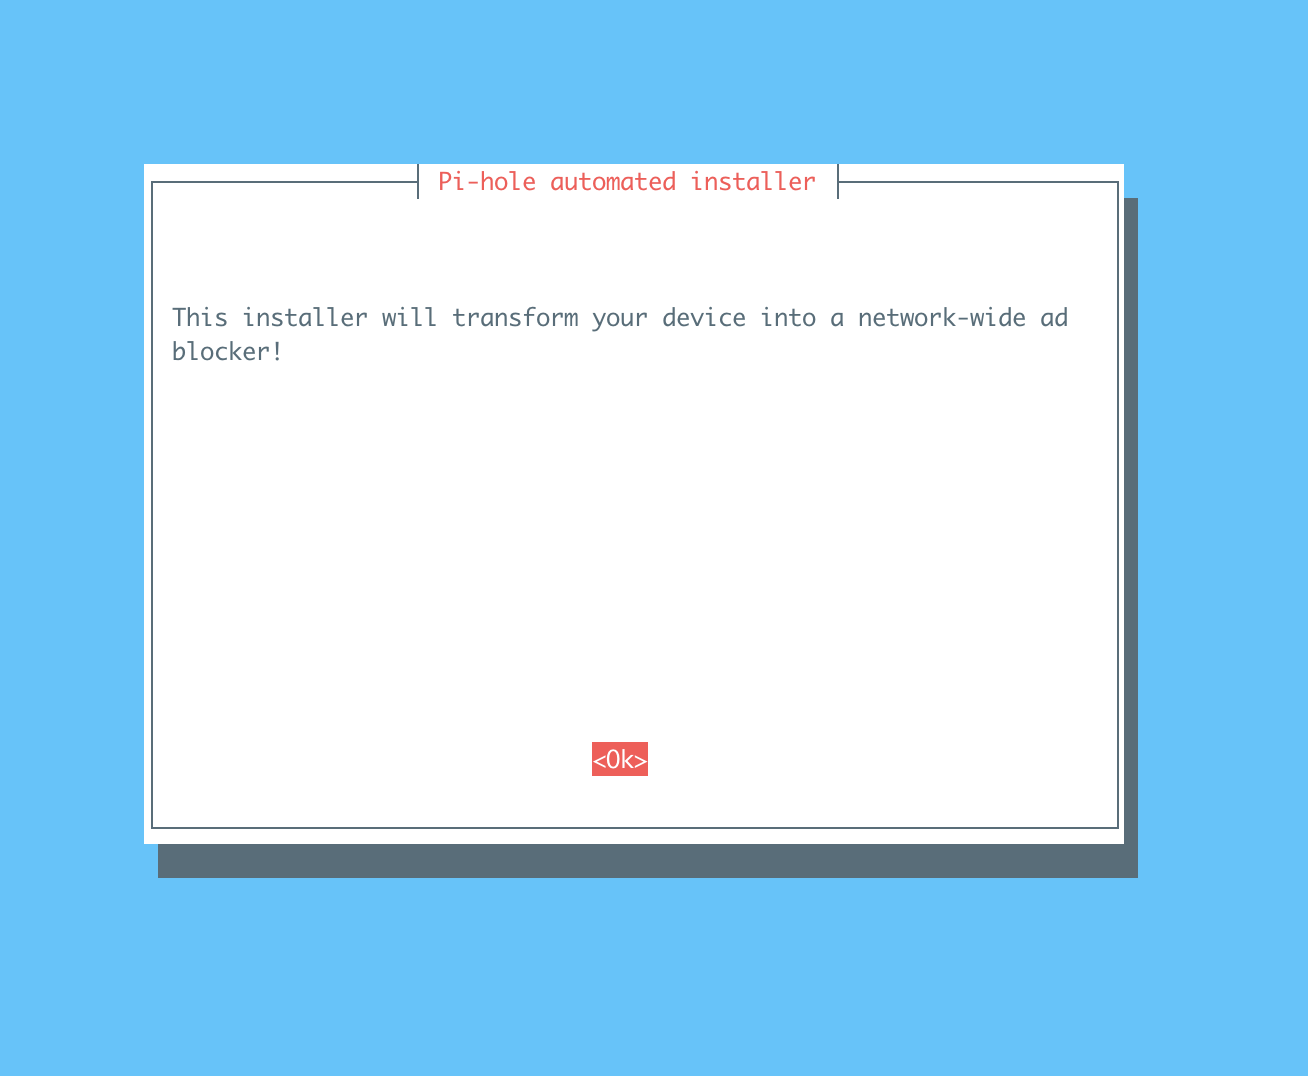 Pi-hole automated installer
This installer will transform your device into a network-wide ad
blocker!
<Ok>